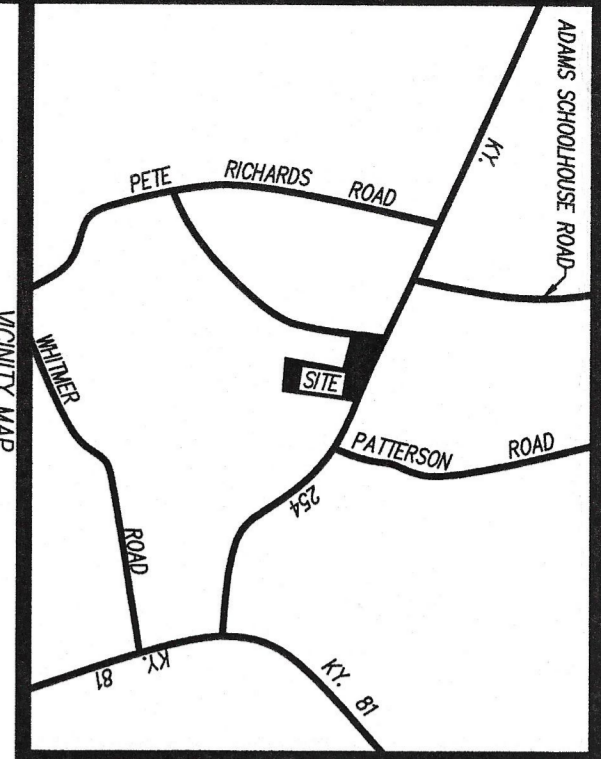 ADAMS SCHOOLHOUSE ROAD
KY.
254
PETE RICHARDS ROAD
SITE
PATTERSON ROAD
WHITMER ROAD
KY. 81
KY. 81
VICINITY MAP